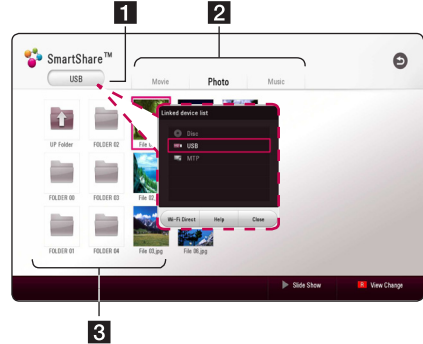 1
2
SmartShare™
USB
Movie Photo Music
Linked device list
Disc
USB
MTP
UP Folder FOLDER 02
FOLDER 00 FOLDER 03 File 02.
Wi-Fi Direct Help Close
FOLDER 01 FOLDER 04 File 03.jpg File 06.jpg
Slide Show R View Change
3